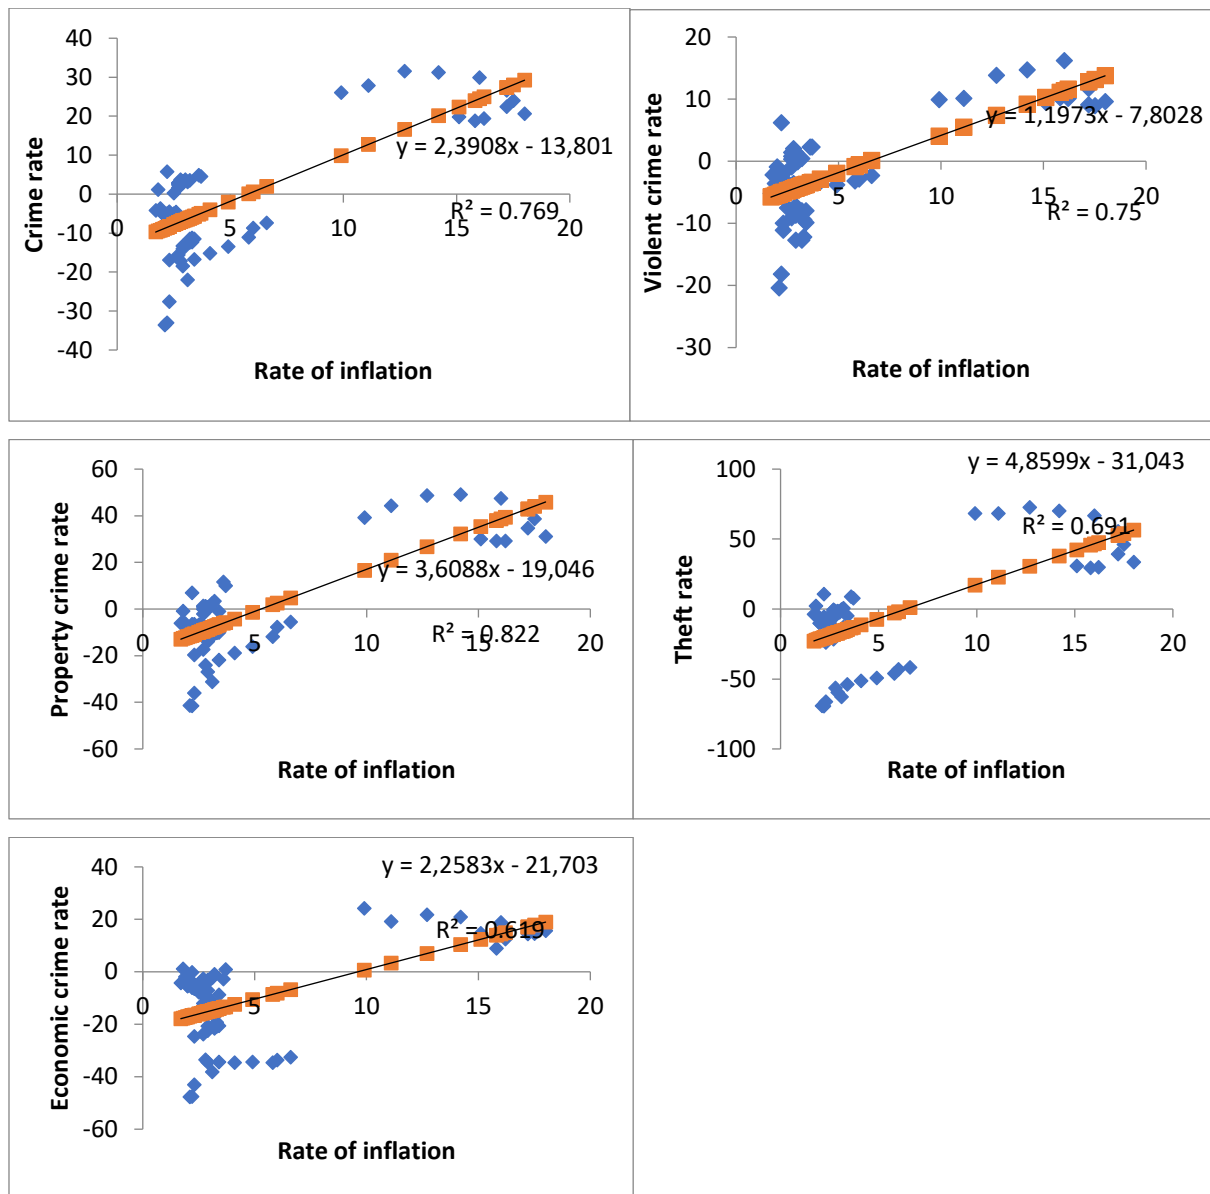 40
30
20
10
0
-10
-20
-30
-40
0
5
10
15
20
y = 2,3908x - 13,801
R² = 0.769
Crime rate
Rate of inflation
20
10
0
-10
-20
-30
0
5
10
15
20
y = 1,1973x - 7,8028
R² = 0.75
Violent crime rate
Rate of inflation
60
40
20
0
-20
-40
-60
0
5
10
15
20
y = 3,6088x - 19,046
R² = 0.822
Property crime rate
Rate of inflation
100
50
0
-50
-100
0
5
10
15
20
y = 4,8599x - 31,043
R² = 0.691
Theft rate
Rate of inflation
40
20
0
-20
-40
-60
0
5
10
15
20
y = 2,2583x - 21,703
R² = 0.619
Economic crime rate
Rate of inflation